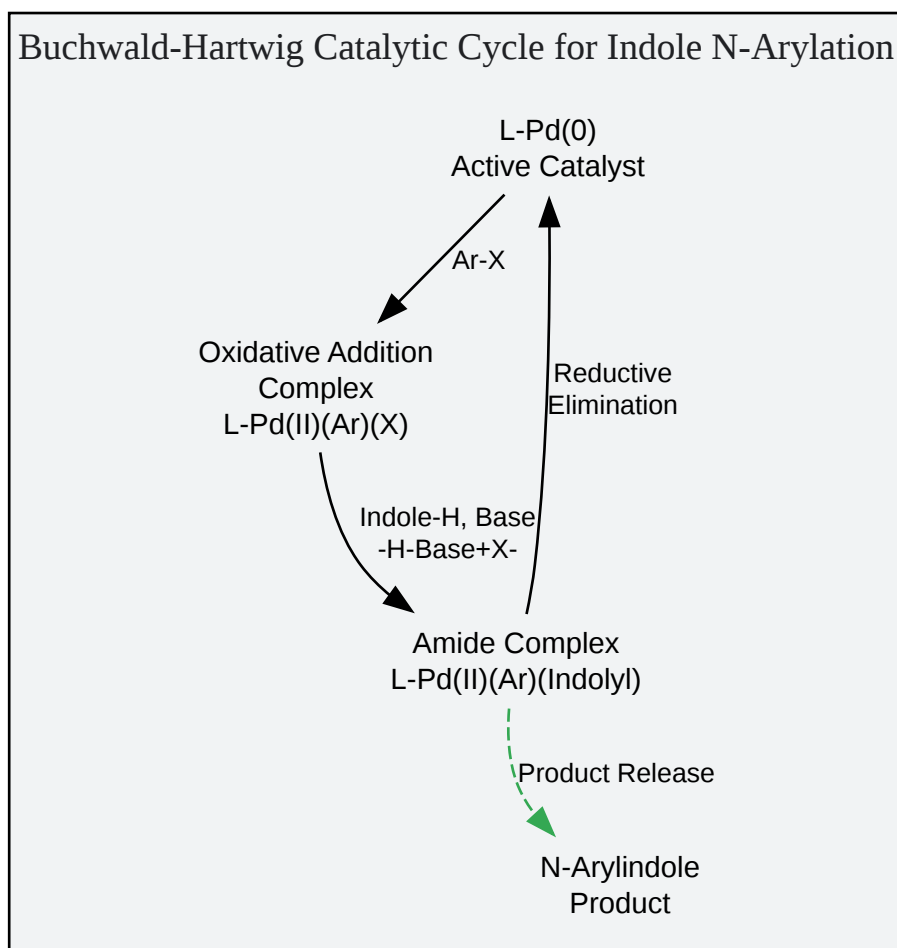 Buchwald-Hartwig Catalytic Cycle for Indole N-Arylation
L-Pd(0)
Active Catalyst
Ar-X
Oxidative Addition
Complex
L-Pd(II)(Ar)(X)
Reductive
Elimination
Indole-H, Base
-H-Base+X-
Amide Complex
L-Pd(II)(Ar)(Indolyl)
Product Release
N-Arylindole
Product